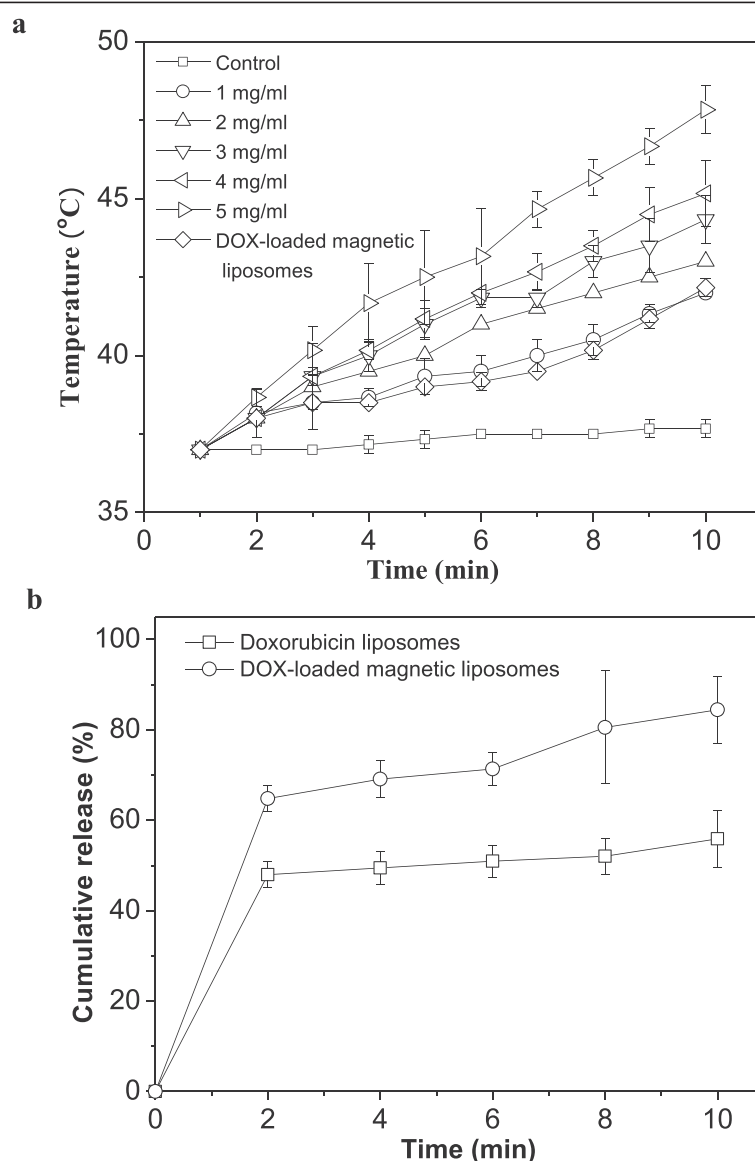 a
50
Control
1 mg/ml
2 mg/ml
3 mg/ml
4 mg/ml
5 mg/ml
DOX-loaded magnetic
liposomes
45
40
35
Temperature (°C)
0 2 4 6 8 10
Time (min)
b
100
Doxorubicin liposomes
DOX-loaded magnetic liposomes
80
60
40
20
0
Cumulative release (%)
0 2 4 6 8 10
Time (min)